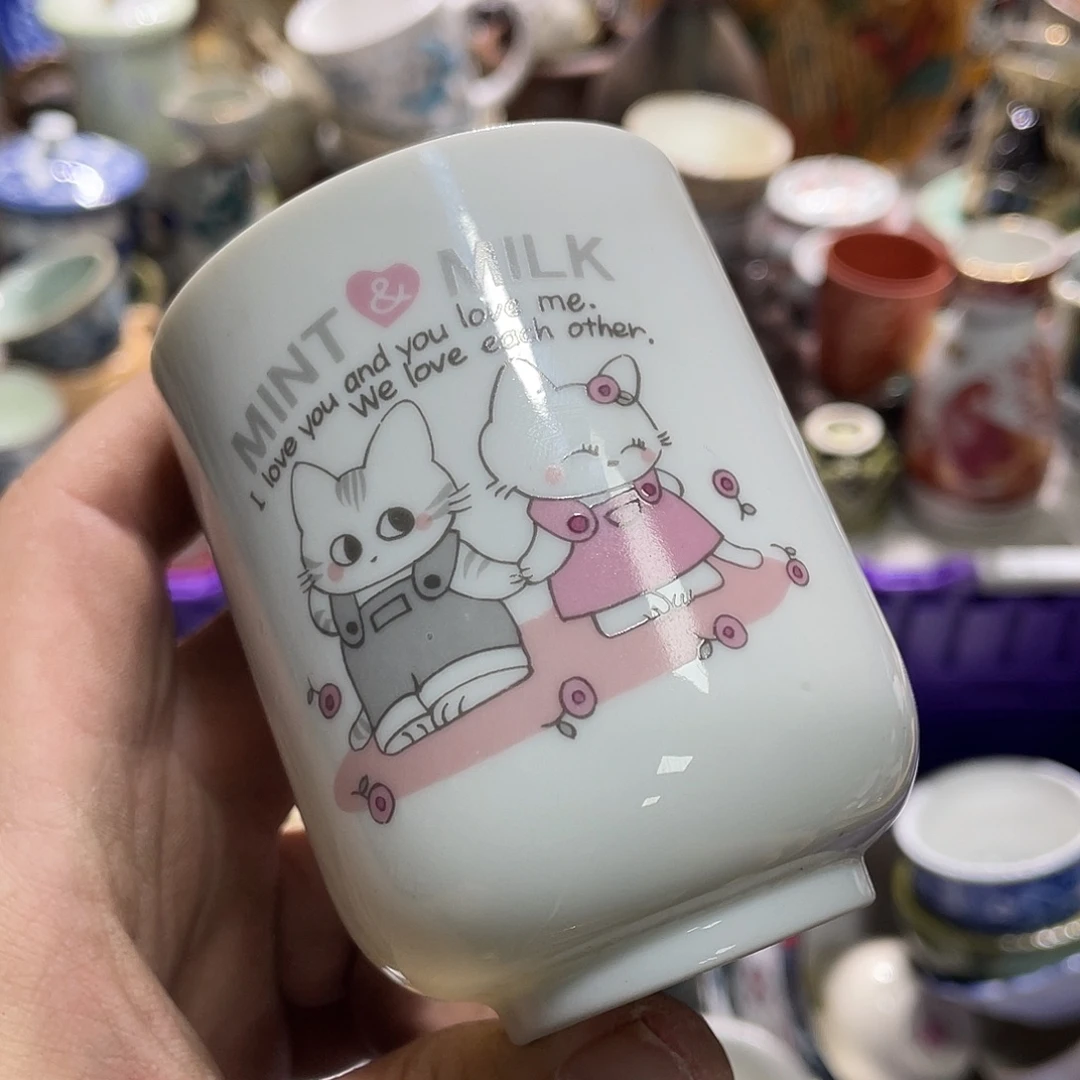 MINT & MILK
I love you and you love me.
We love each other.